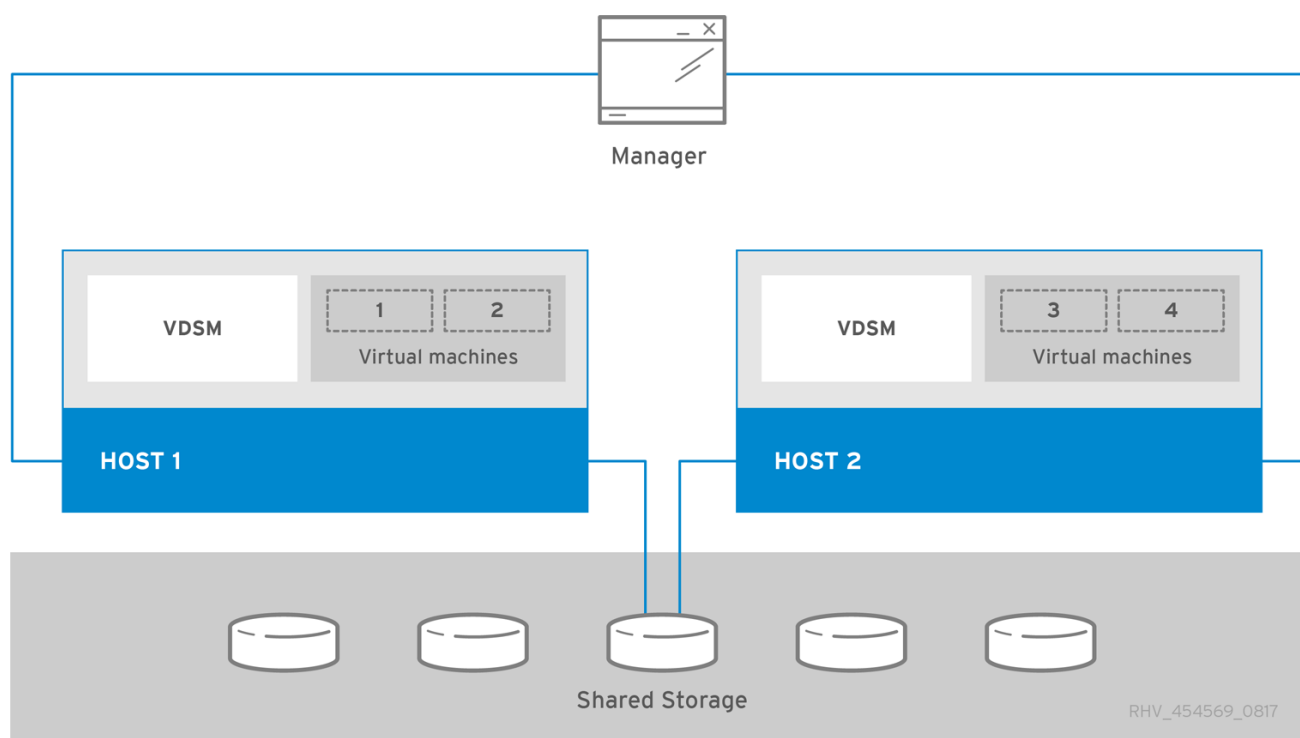 Manager
VDSM
1
2
Virtual machines
HOST 1
VDSM
3
4
Virtual machines
HOST 2
Shared Storage
RHV_454569_0817